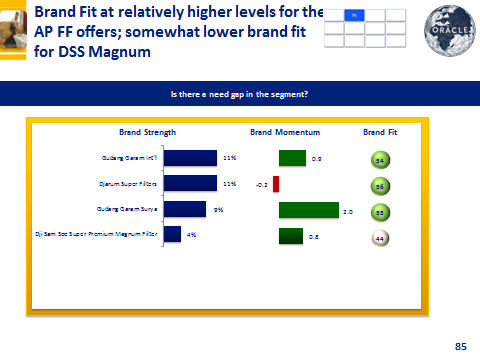 Brand Fit at relatively higher levels for the
AP FF offers; somewhat lower brand fit
for DSS Magnum
ORACLE
Is there a need gap in the segment?
Brand Strength Brand Momentum Brand Fit
Gudang Garam Int'l 11% 0.9 54
Djarum Super Filters 11% -0.2 56
Gudang Garam Surya 9% 2.0 55
Dji Sam Soe Super Premium Magnum Filter 4% 0.8 44
85